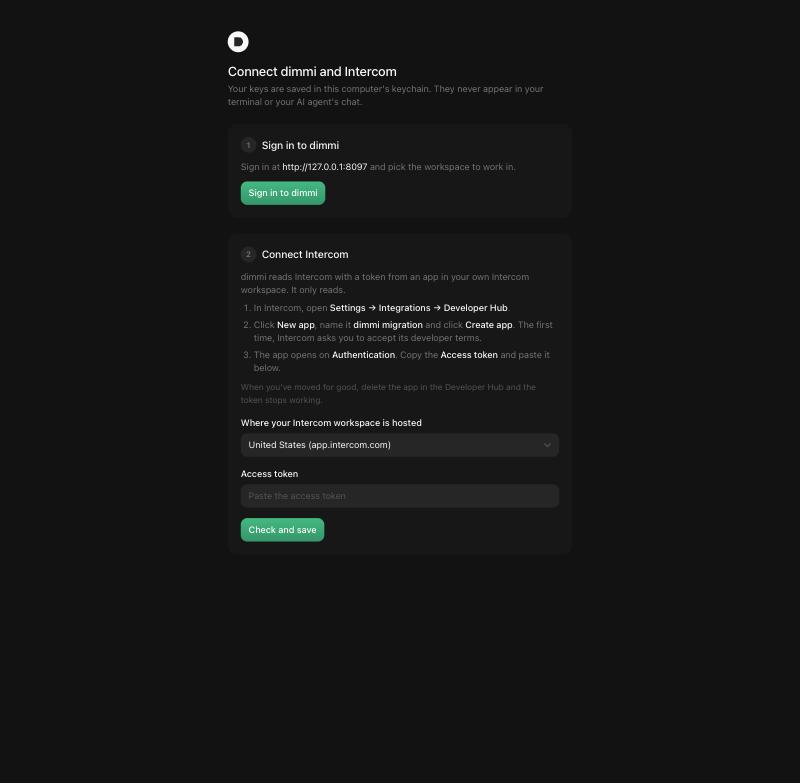 D
Connect dimmi and Intercom
Your keys are saved in this computer's keychain. They never appear in your
terminal or your AI agent's chat.
1 Sign in to dimmi
Sign in at http://127.0.0.1:8097 and pick the workspace to work in.
Sign in to dimmi
2 Connect Intercom
dimmi reads Intercom with a token from an app in your own Intercom
workspace. It only reads.
1. In Intercom, open Settings → Integrations → Developer Hub.
2. Click New app, name it dimmi migration and click Create app. The first
time, Intercom asks you to accept its developer terms.
3. The app opens on Authentication. Copy the Access token and paste it
below.
When you've moved for good, delete the app in the Developer Hub and the
token stops working.
Where your Intercom workspace is hosted
United States (app.intercom.com)
Access token
Paste the access token
Check and save